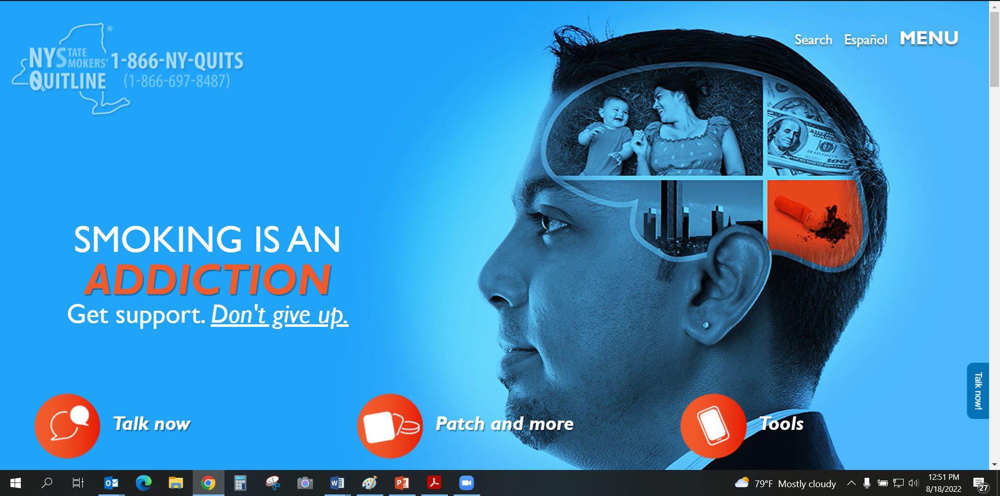 NYSTATE
SMOKERS'
QUITLINE
*
1-866-NY-QUITS
(1-866-697-8487)
Search Español MENU
SMOKING IS AN
ADDICTION
Get support. Don't give up.
Talk now
Patch and more
Tools
Talk now!
100
79°F Mostly cloudy
12:51 PM
8/18/2022
27